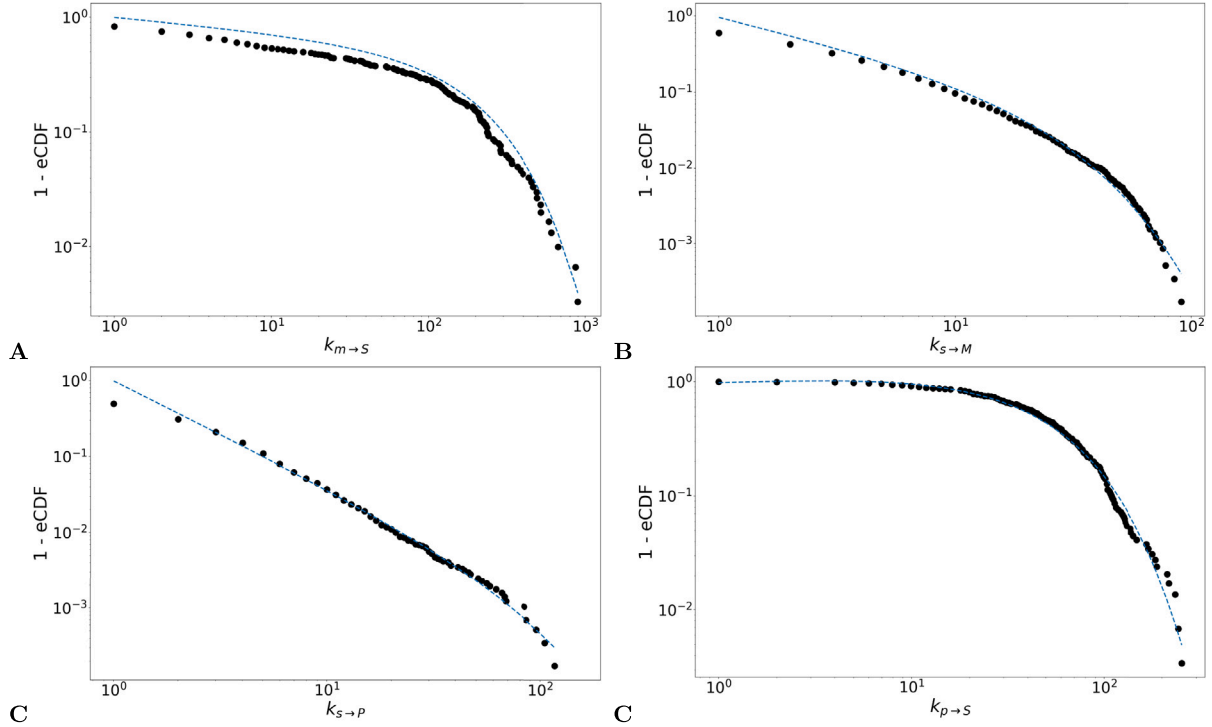 10⁰
10⁻¹
10⁻²
1 - eCDF
10⁰ 10¹ 10² 10³
k_{m→S}
A
10⁰
10⁻¹
10⁻²
10⁻³
1 - eCDF
10⁰ 10¹ 10²
k_{s→M}
B
10⁰
10⁻¹
10⁻²
10⁻³
1 - eCDF
10⁰ 10¹ 10²
k_{s→P}
C
10⁰
10⁻¹
10⁻²
1 - eCDF
10⁰ 10¹ 10²
k_{p→S}
C